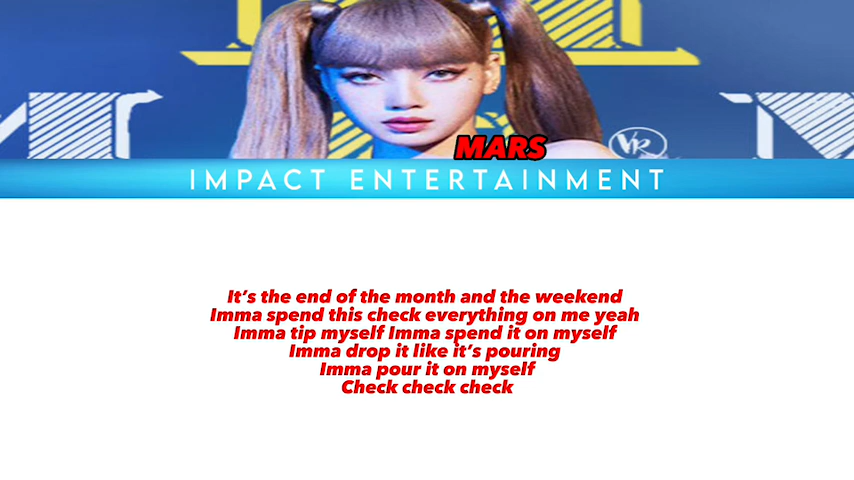 MARS
VR
IMPACT ENTERTAINMENT
It's the end of the month and the weekend
Imma spend this check everything on me yeah
Imma tip myself Imma spend it on myself
Imma drop it like it's pouring
Imma pour it on myself
Check check check